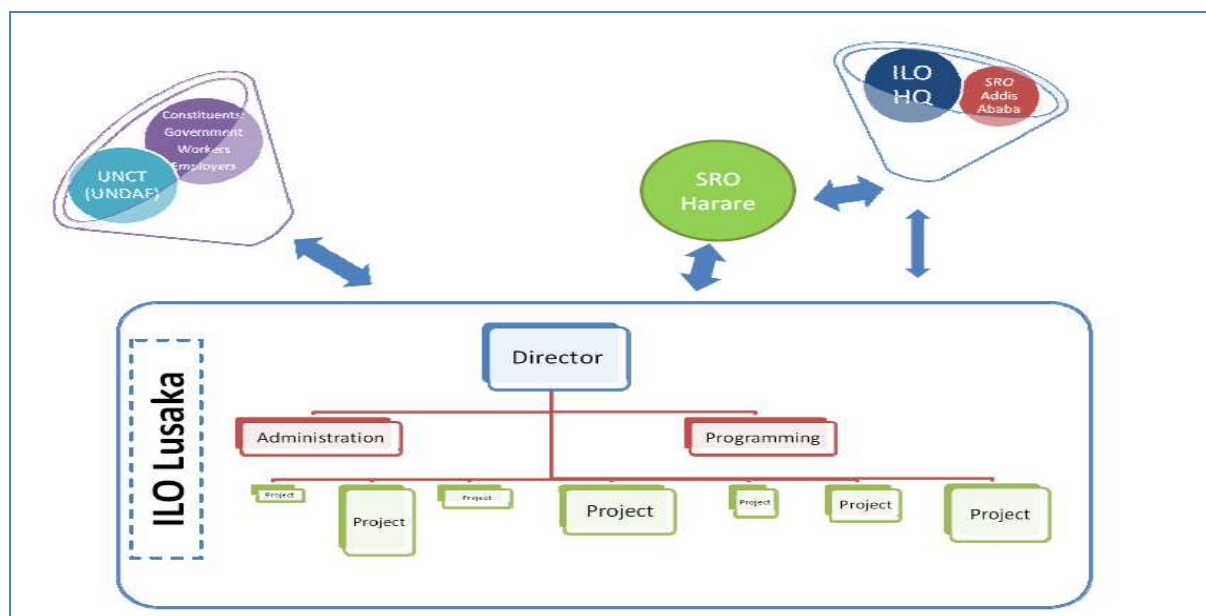 Constituents:
Government
Workers
Employers
UNCT
(UNDAF)
ILO
HQ
SRO
Addis
Ababa
SRO
Harare
ILO Lusaka
Director
Administration
Programming
Project
Project
Project
Project
Project
Project
Project